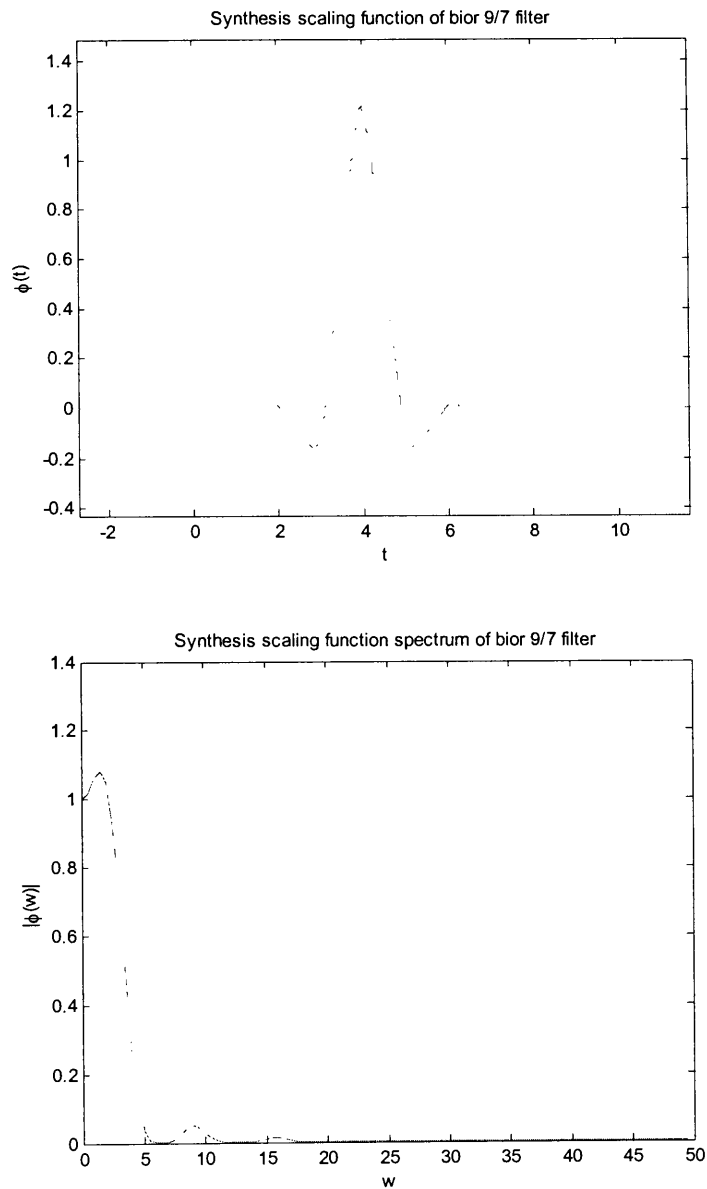 Synthesis scaling function of bior 9/7 filter
1.4
1.2
1
0.8
0.6
0.4
0.2
0
-0.2
-0.4
ϕ(t)
-2 0 2 4 6 8 10
t
Synthesis scaling function spectrum of bior 9/7 filter
1.4
1.2
1
0.8
0.6
0.4
0.2
0
|ϕ(w)|
0 5 10 15 20 25 30 35 40 45 50
w